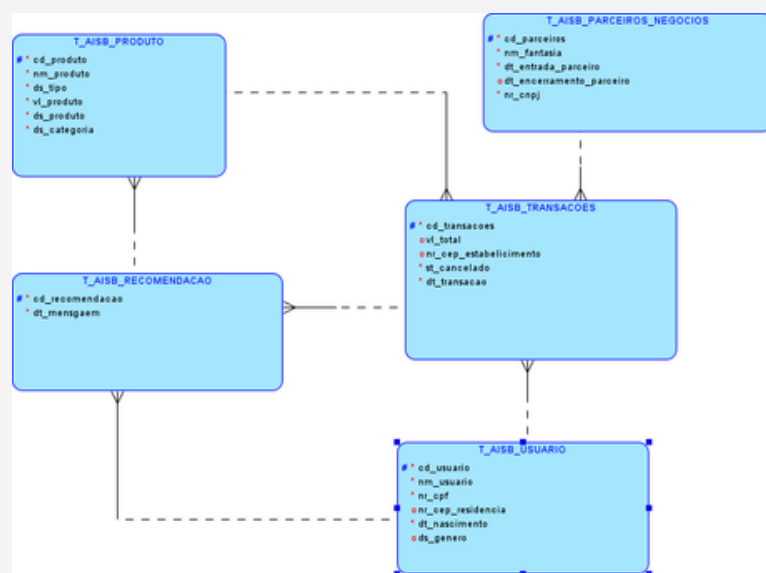 T_AISB_PRODUTO
# * cd_produto
* nm_produto
* ds_tipo
* vl_produto
* ds_produto
* ds_categoria
T_AISB_PARCEIROS_NEGOCIOS
# * cd_parceiros
* nm_fantasia
* dt_entrada_parceiro
o dt_encerramento_parceiro
* nr_cnpj
T_AISB_TRANSACOES
# * cd_transacoes
o vl_total
o nr_cep_estabelicimento
* st_cancelado
* dt_transacao
T_AISB_RECOMENDACAO
# * cd_recomendacao
* dt_mensgaem
T_AISB_USUARIO
# * cd_usuario
* nm_usuario
* nr_cpf
o nr_cep_residencia
* dt_nascimento
o ds_genero